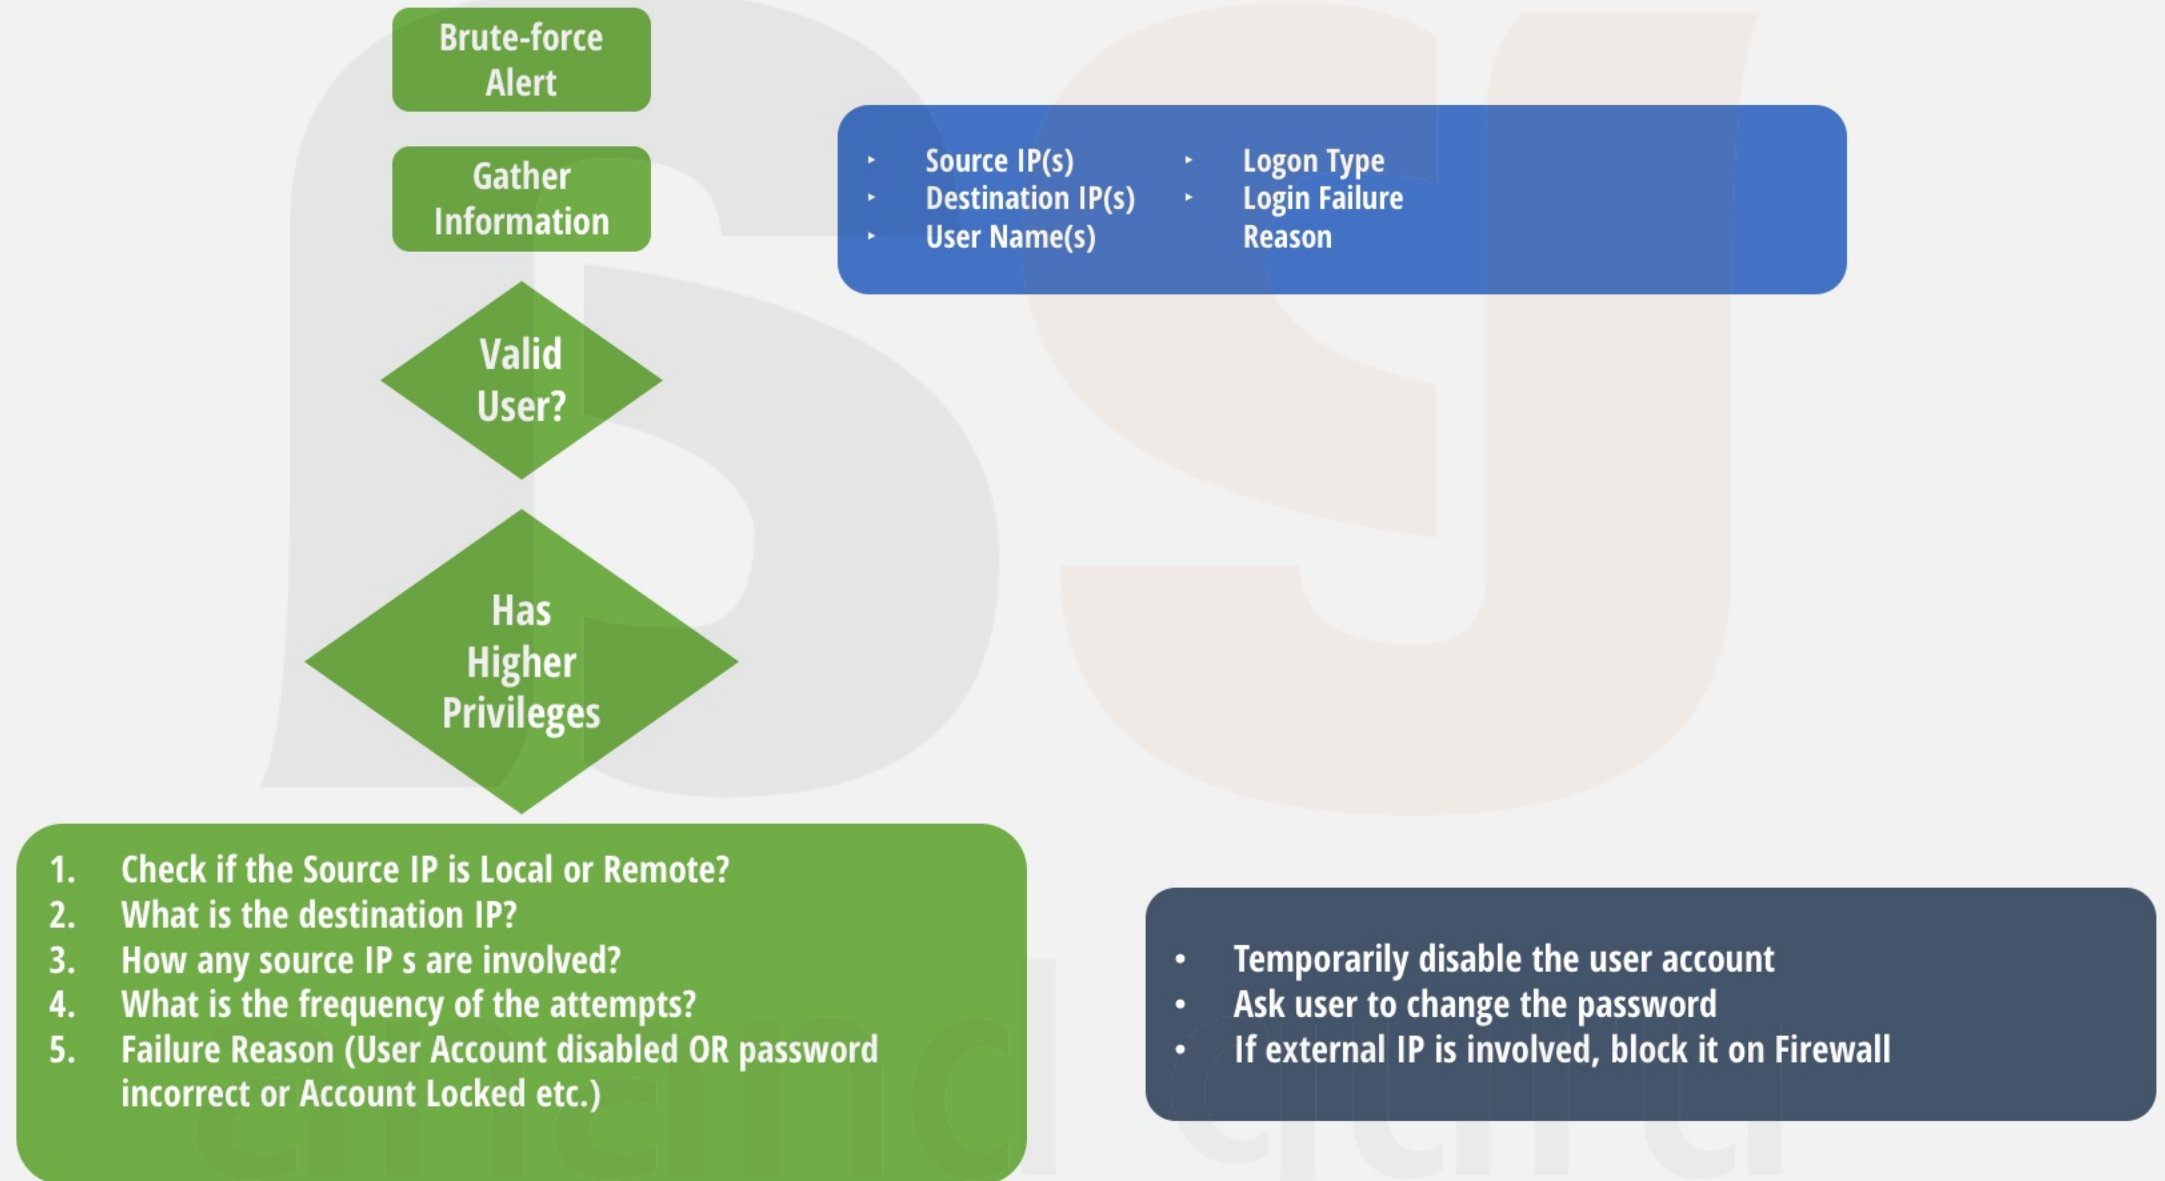 Brute-force
Alert
Gather
Information
‣ Source IP(s)
‣ Destination IP(s)
‣ User Name(s)
‣ Logon Type
‣ Login Failure
Reason
Valid
User?
Has
Higher
Privileges
1. Check if the Source IP is Local or Remote?
2. What is the destination IP?
3. How any source IP s are involved?
4. What is the frequency of the attempts?
5. Failure Reason (User Account disabled OR password
incorrect or Account Locked etc.)
• Temporarily disable the user account
• Ask user to change the password
• If external IP is involved, block it on Firewall